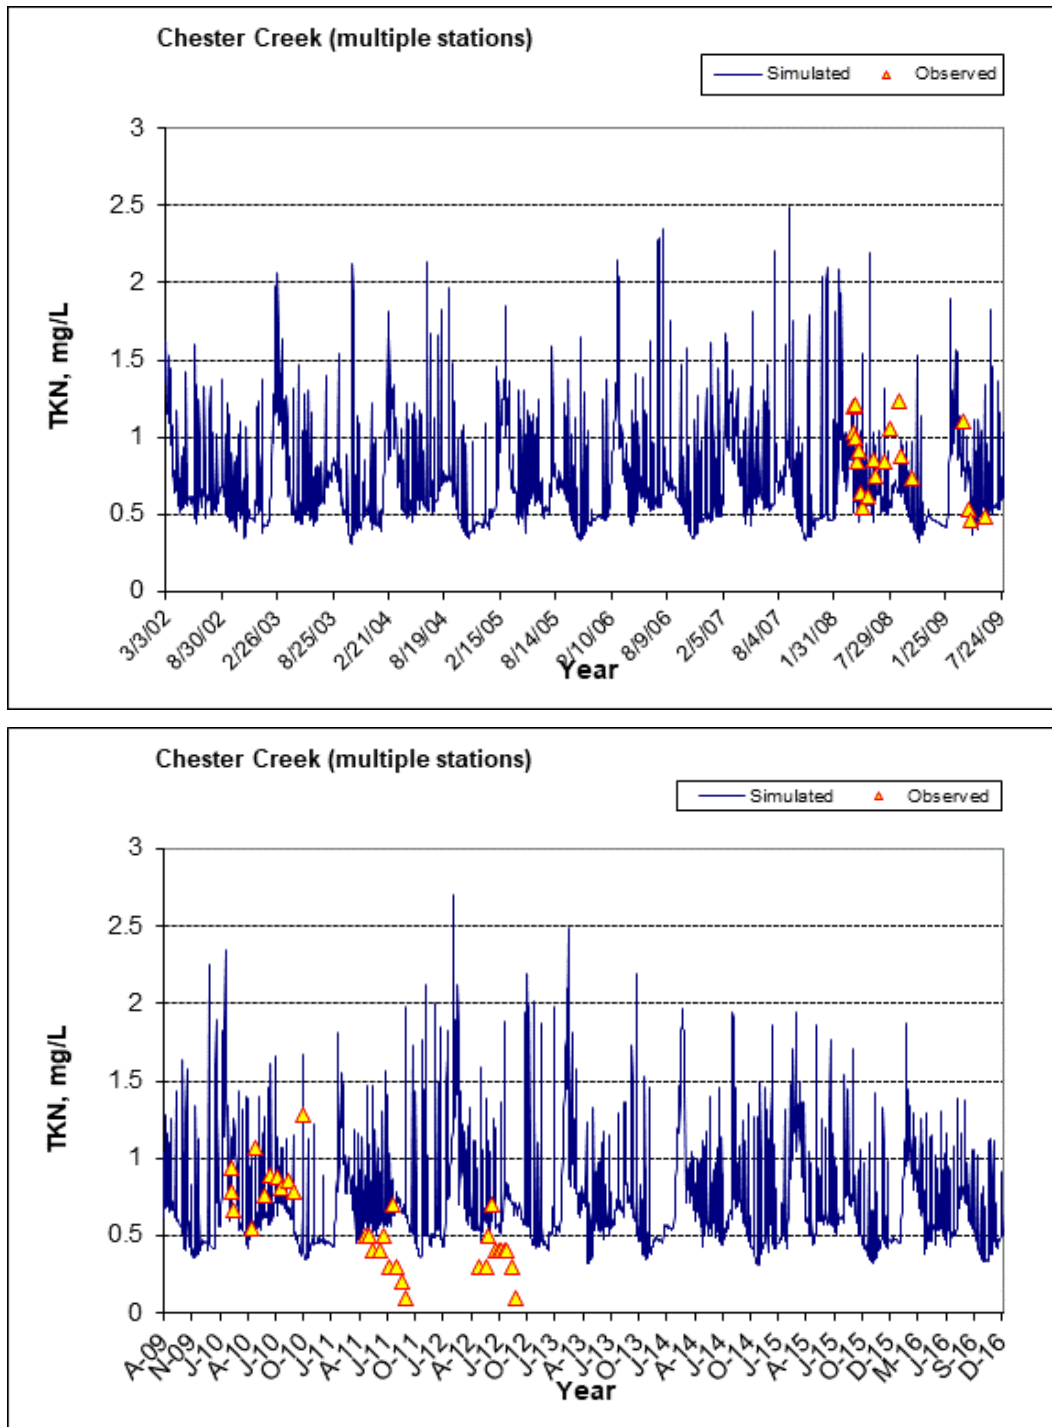 Chester Creek (multiple stations)
Simulated Observed
3
2.5
2
1.5
1
0.5
0
TKN, mg/L
3/3/02 8/30/02 2/26/03 8/25/03 2/21/04 8/19/04 2/15/05 8/14/05 2/10/06 8/9/06 2/5/07 8/4/07 1/31/08 7/29/08 1/25/09 7/24/09
Year
Chester Creek (multiple stations)
Simulated Observed
3
2.5
2
1.5
1
0.5
0
TKN, mg/L
A-09 N-09 J-10 A-10 J-10 O-10 J-11 A-11 J-11 O-11 J-12 A-12 J-12 O-12 J-13 A-13 J-13 O-13 J-14 A-14 J-14 O-14 J-15 A-15 J-15 O-15 D-15 M-16 J-16 S-16 D-16
Year